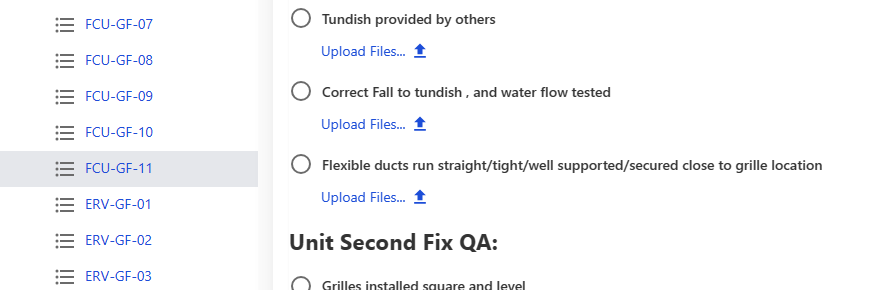 FCU-GF-07
FCU-GF-08
FCU-GF-09
FCU-GF-10
FCU-GF-11
ERV-GF-01
ERV-GF-02
ERV-GF-03
Tundish provided by others
Upload Files...
Correct Fall to tundish , and water flow tested
Upload Files...
Flexible ducts run straight/tight/well supported/secured close to grille location
Upload Files...
Unit Second Fix QA:
Grilles installed square and level